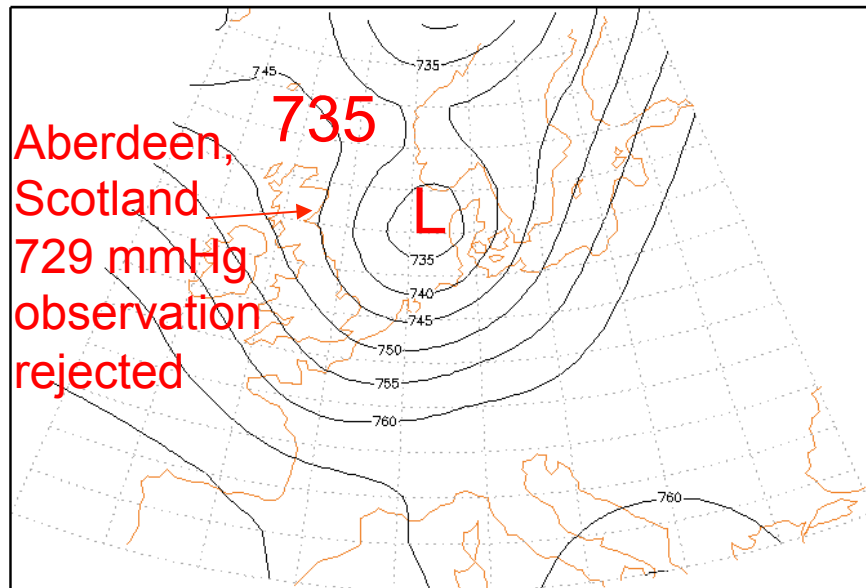 735
745
735
Aberdeen,
Scotland
729 mmHg
observation
rejected
L
735
740
745
750
755
760
760